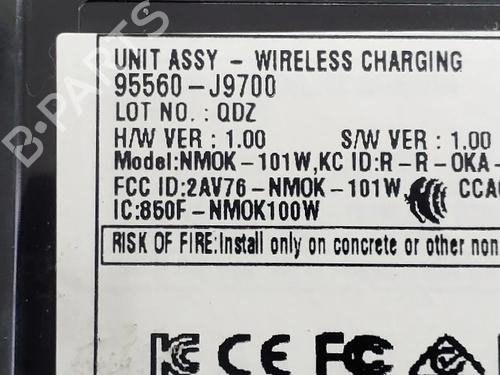 UNIT ASSY - WIRELESS CHARGING
95560-J9700
LOT NO. : QDZ
H/W VER : 1.00 S/W VER : 1.00
Model:NMOK-101W,KC ID:R-R-OKA-
FCC ID:2AV76-NMOK-101W CCA
IC:850F-NMOK100W
RISK OF FIRE:Install only on concrete or other non
CE FC
B-PARTS